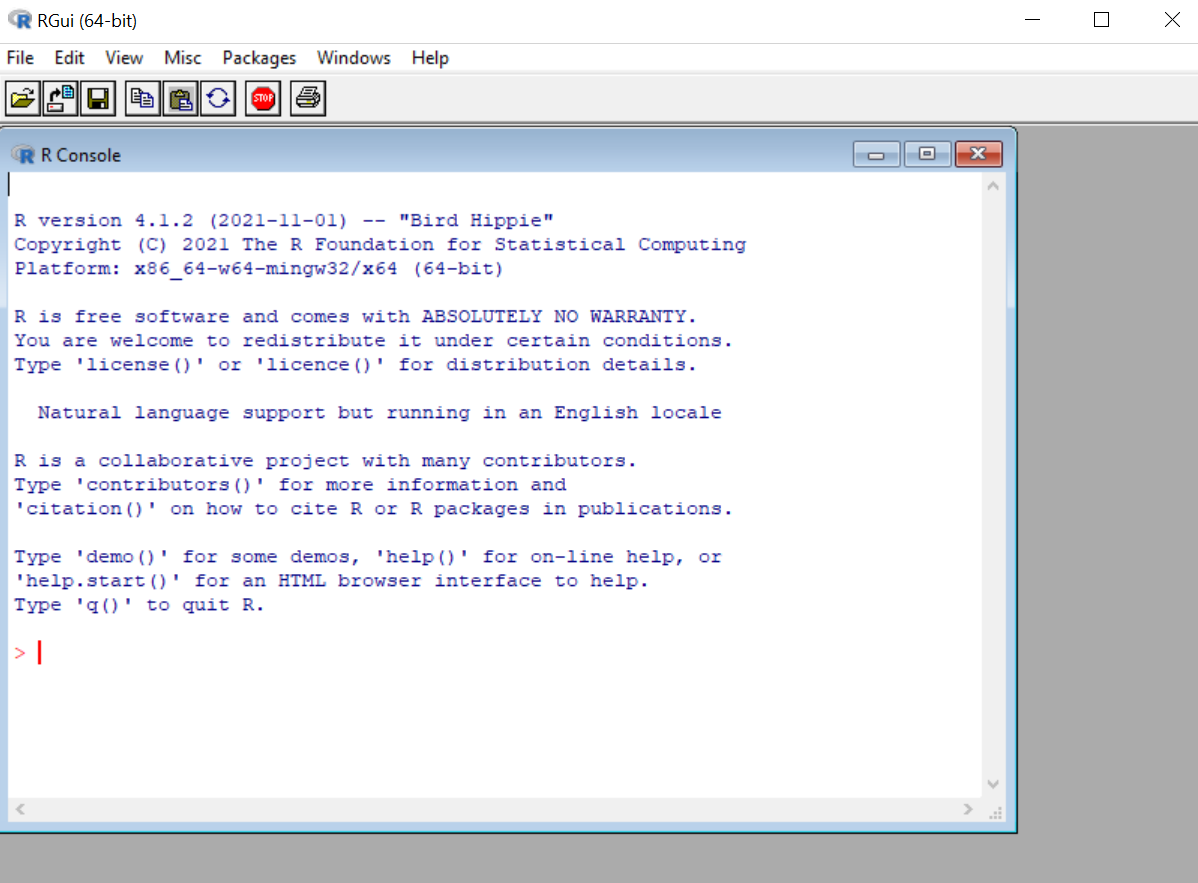 RGui (64-bit)
File Edit View Misc Packages Windows Help
STOP
R Console
R version 4.1.2 (2021-11-01) -- "Bird Hippie"
Copyright (C) 2021 The R Foundation for Statistical Computing
Platform: x86_64-w64-mingw32/x64 (64-bit)
R is free software and comes with ABSOLUTELY NO WARRANTY.
You are welcome to redistribute it under certain conditions.
Type 'license()' or 'licence()' for distribution details.
Natural language support but running in an English locale
R is a collaborative project with many contributors.
Type 'contributors()' for more information and
'citation()' on how to cite R or R packages in publications.
Type 'demo()' for some demos, 'help()' for on-line help, or
'help.start()' for an HTML browser interface to help.
Type 'q()' to quit R.
>